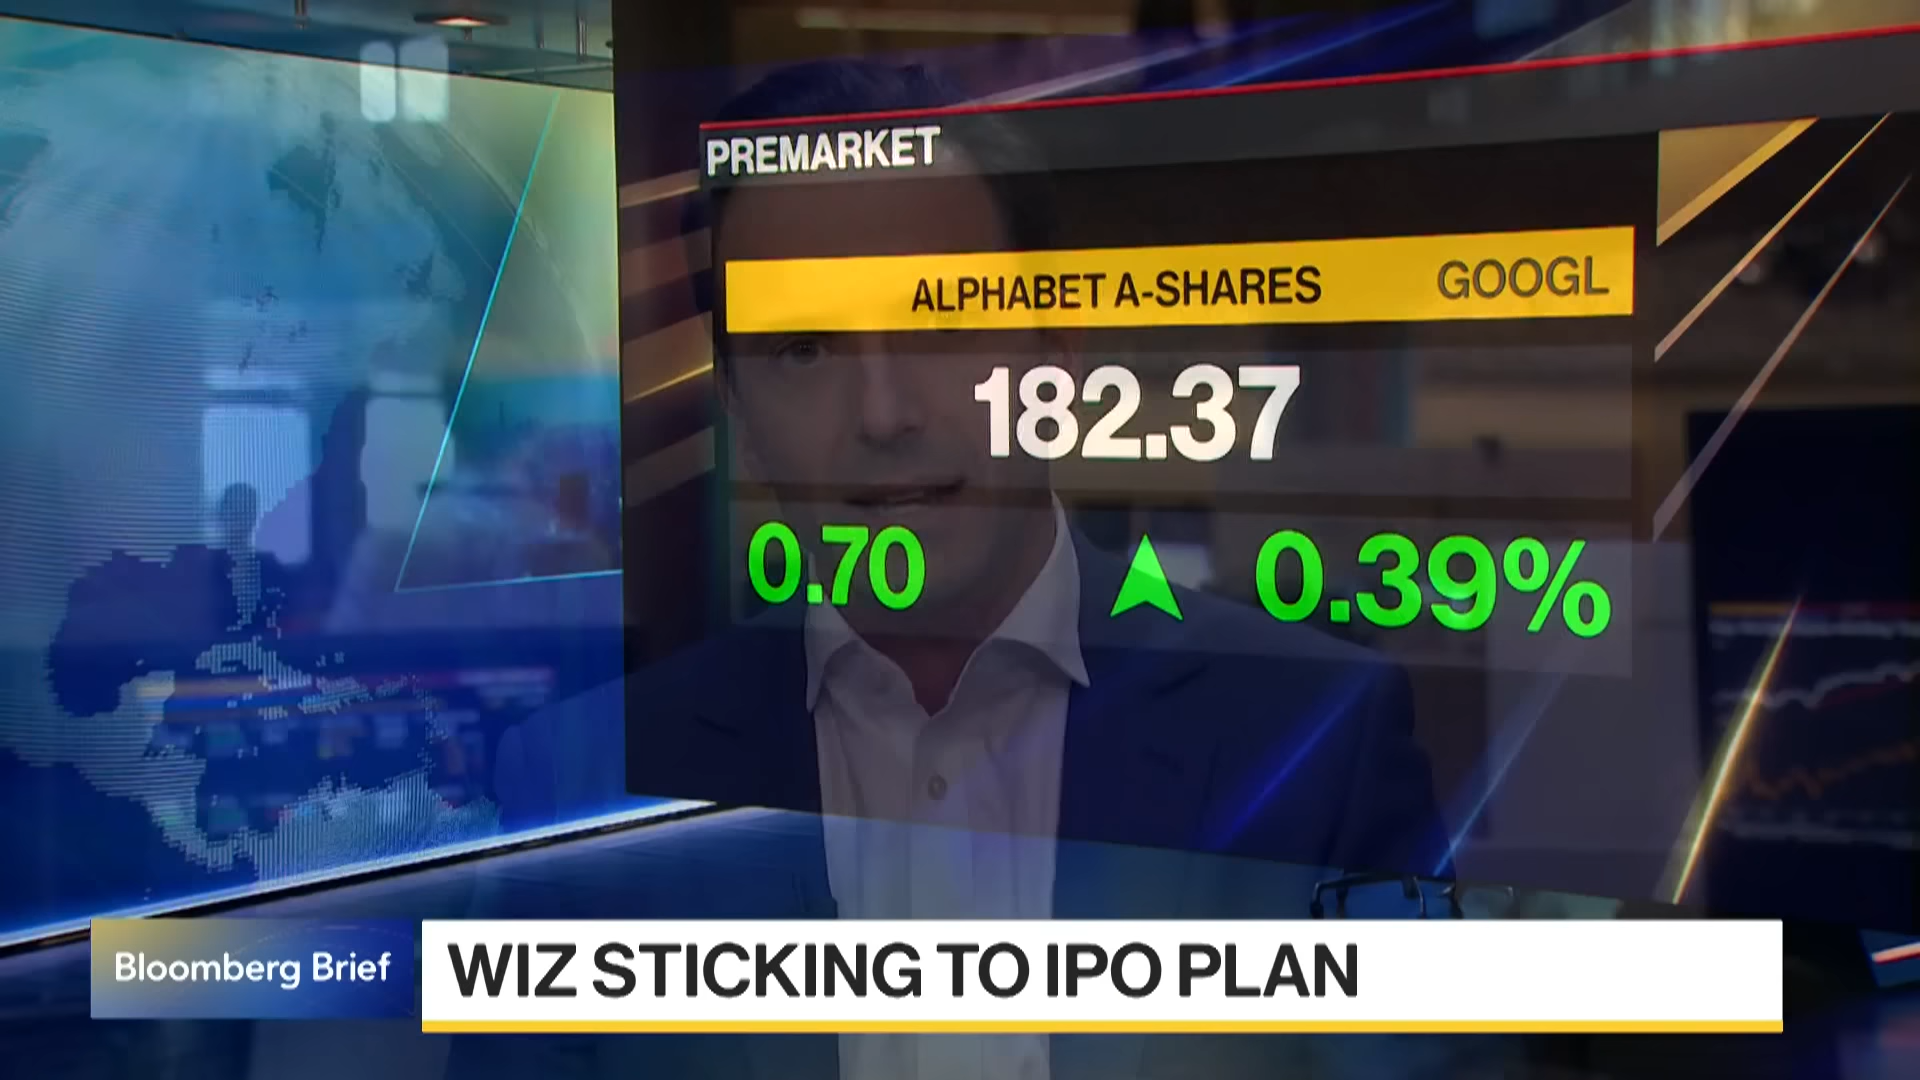 PREMARKET
ALPHABET A-SHARES GOOGL
182.37
0.70 ▲ 0.39%
Bloomberg Brief
WIZ STICKING TO IPO PLAN